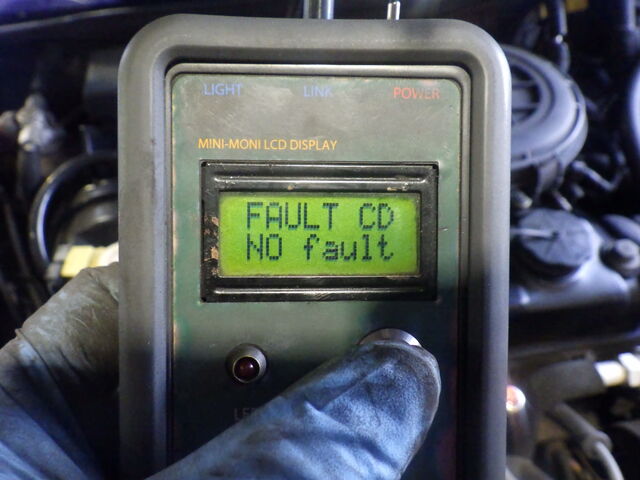 LIGHT LINK POWER
MINI-MONI LCD DISPLAY
FAULT CD
NO fault